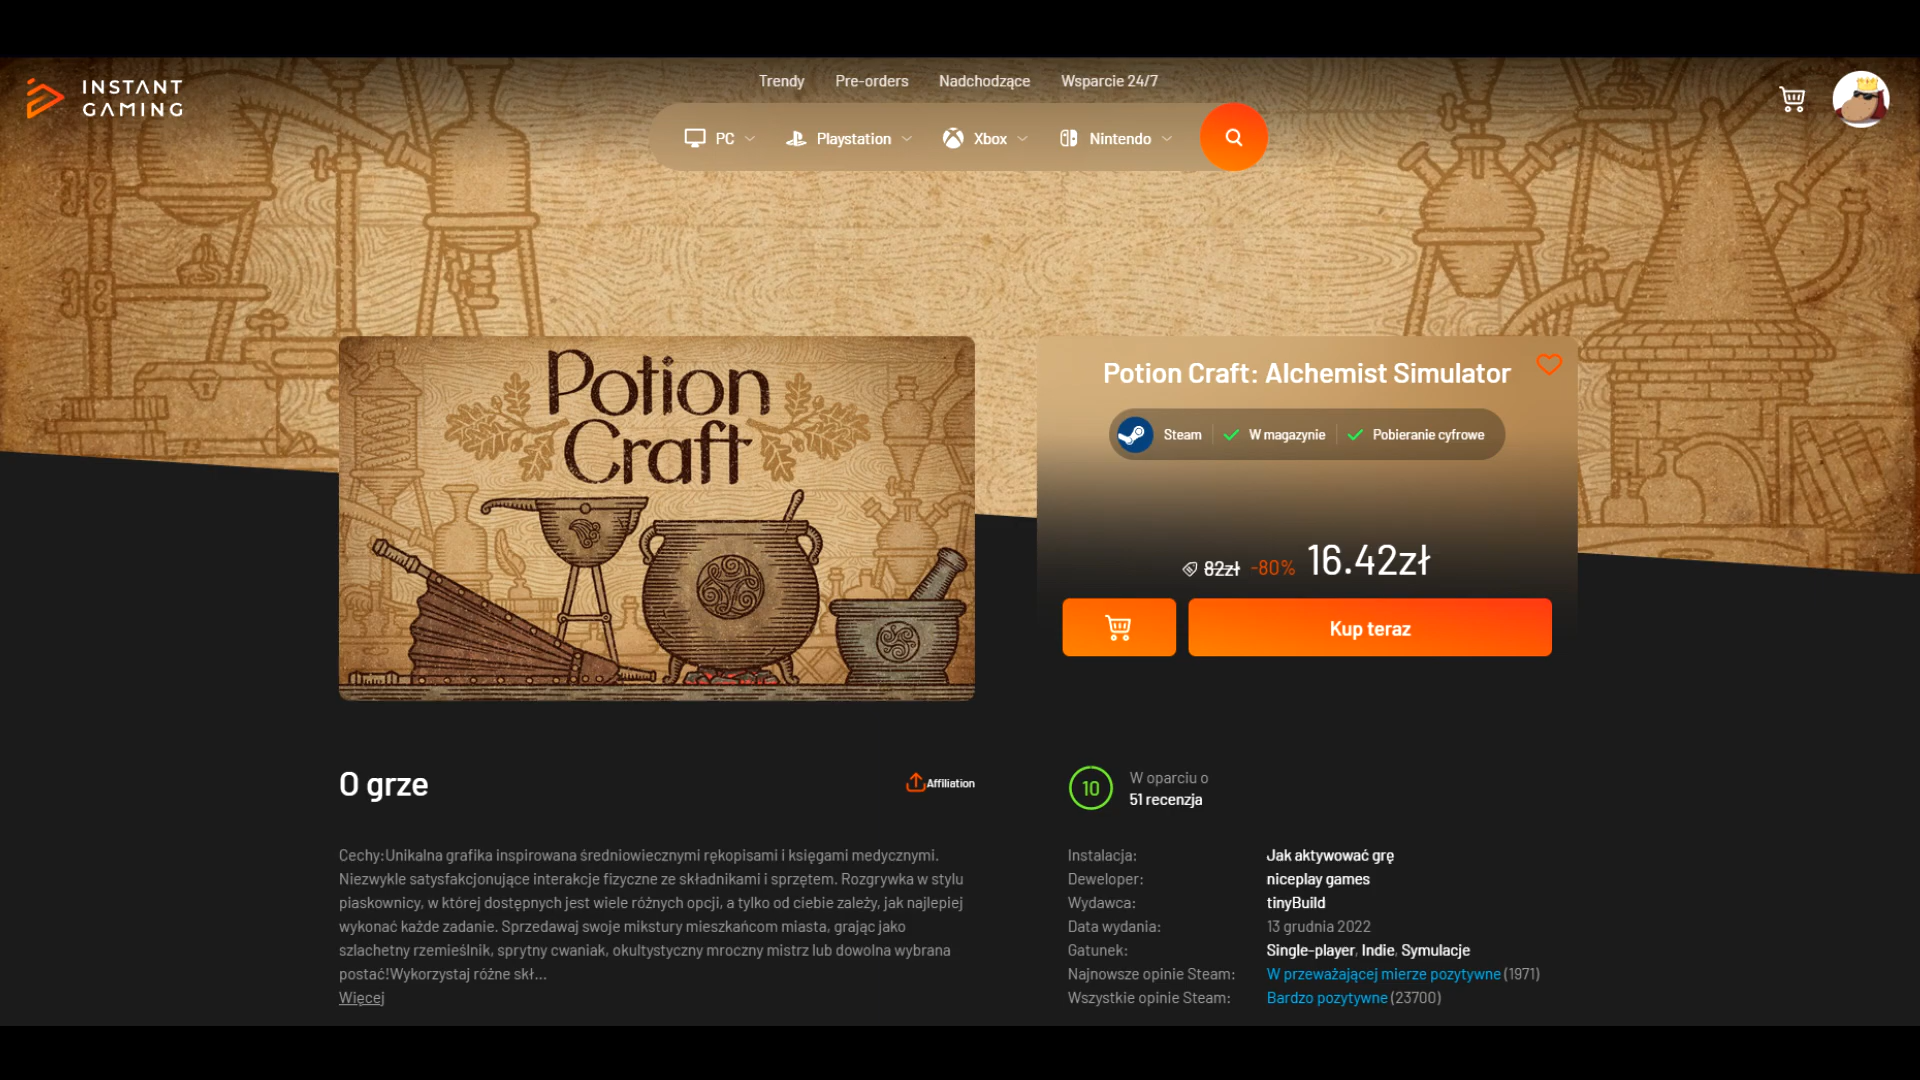 INSTANT
GAMING
Trendy Pre-orders Nadchodzące Wsparcie 24/7
PC Playstation Xbox Nintendo
Potion
Craft
Potion Craft: Alchemist Simulator
Steam W magazynie Pobieranie cyfrowe
82zł -80% 16.42zł
Kup teraz
O grze
Affiliation
Cechy:Unikalna grafika inspirowana średniowiecznymi rękopisami i księgami medycznymi.
Niezwykle satysfakcjonujące interakcje fizyczne ze składnikami i sprzętem. Rozgrywka w stylu
piaskownicy, w której dostępnych jest wiele różnych opcji, a tylko od ciebie zależy, jak najlepiej
wykonać każde zadanie. Sprzedawaj swoje mikstury mieszkańcom miasta, grając jako
szlachetny rzemieślnik, sprytny cwaniak, okultystyczny mroczny mistrz lub dowolna wybrana
postać!Wykorzystaj różne skł...
Więcej
10
W oparciu o
51 recenzja
Instalacja: Jak aktywować grę
Deweloper: niceplay games
Wydawca: tinyBuild
Data wydania: 13 grudnia 2022
Gatunek: Single-player, Indie, Symulacje
Najnowsze opinie Steam: W przeważającej mierze pozytywne (1971)
Wszystkie opinie Steam: Bardzo pozytywne (23700)